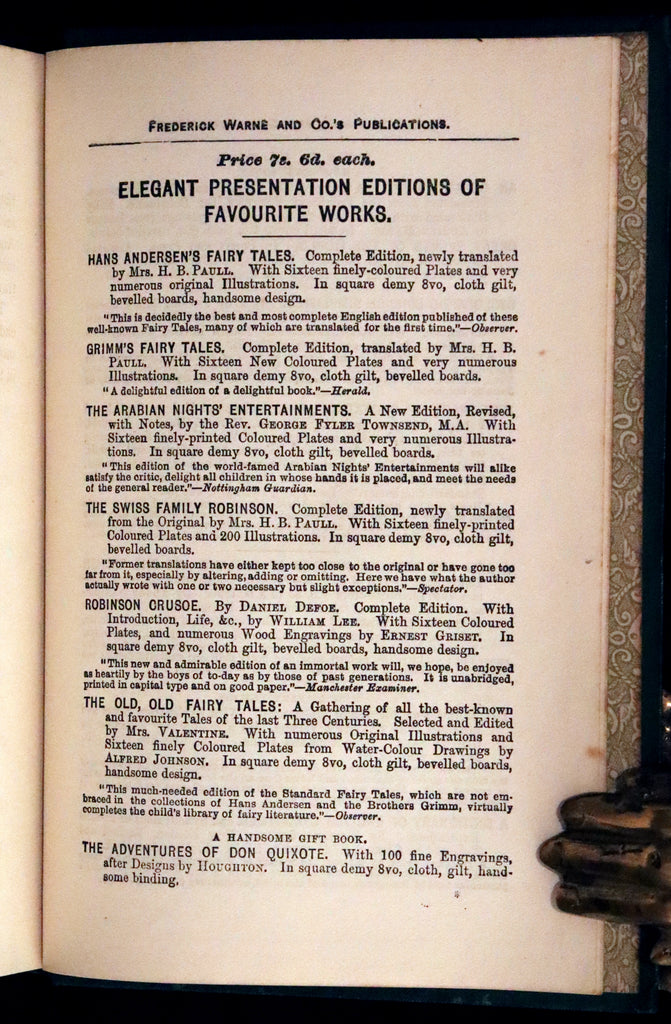 FREDERICK WARNE AND CO.'S PUBLICATIONS.
Price 7s. 6d. each.
ELEGANT PRESENTATION EDITIONS OF
FAVOURITE WORKS.
HANS ANDERSEN'S FAIRY TALES. Complete Edition, newly translated
by Mrs. H. B. PAULL. With Sixteen finely-coloured Plates and very
numerous original Illustrations. In square demy 8vo, cloth gilt,
bevelled boards, handsome design.
"This is decidedly the best and most complete English edition published of these
well-known Fairy Tales, many of which are translated for the first time."—Observer.
GRIMM'S FAIRY TALES. Complete Edition, translated by Mrs. H. B.
PAULL. With Sixteen New Coloured Plates and very numerous
Illustrations. In square demy 8vo, cloth gilt, bevelled boards.
"A delightful edition of a delightful book."—Herald.
THE ARABIAN NIGHTS' ENTERTAINMENTS. A New Edition, Revised,
with Notes, by the Rev. GEORGE FYLER TOWNSEND, M.A. With
Sixteen finely-printed Coloured Plates and very numerous Illustra-
tions. In square demy 8vo, cloth gilt, bevelled boards.
"This edition of the world-famed Arabian Nights' Entertainments will alike
satisfy the critic, delight all children in whose hands it is placed, and meet the needs
of the general reader."—Nottingham Guardian.
THE SWISS FAMILY ROBINSON. Complete Edition, newly translated
from the Original by Mrs. H. B. PAULL. With Sixteen finely-printed
Coloured Plates and 200 Illustrations. In square demy 8vo, cloth gilt,
bevelled boards.
"Former translations have either kept too close to the original or have gone too
far from it, especially by altering, adding or omitting. Here we have what the author
actually wrote with one or two necessary but slight exceptions."—Spectator.
ROBINSON CRUSOE. By DANIEL DEFOE. Complete Edition. With
Introduction, Life, &c., by WILLIAM LEE. With Sixteen Coloured
Plates, and numerous Wood Engravings by ERNEST GRISET. In
square demy 8vo, cloth gilt, bevelled boards, handsome design.
"This new and admirable edition of an immortal work will, we hope, be enjoyed
as heartily by the boys of to-day as by those of past generations. It is unabridged,
printed in capital type and on good paper."—Manchester Examiner.
THE OLD, OLD FAIRY TALES: A Gathering of all the best-known
and favourite Tales of the last Three Centuries. Selected and Edited
by Mrs. VALENTINE. With numerous Original Illustrations and
Sixteen finely Coloured Plates from Water-Colour Drawings by
ALFRED JOHNSON. In square demy 8vo, cloth gilt, bevelled boards,
handsome design.
"This much-needed edition of the Standard Fairy Tales, which are not em-
braced in the collections of Hans Andersen and the Brothers Grimm, virtually
completes the child's library of fairy literature."—Observer.
A HANDSOME GIFT BOOK.
THE ADVENTURES OF DON QUIXOTE. With 100 fine Engravings,
after Designs by HOUGHTON. In square demy 8vo, cloth, gilt, hand-
some binding.